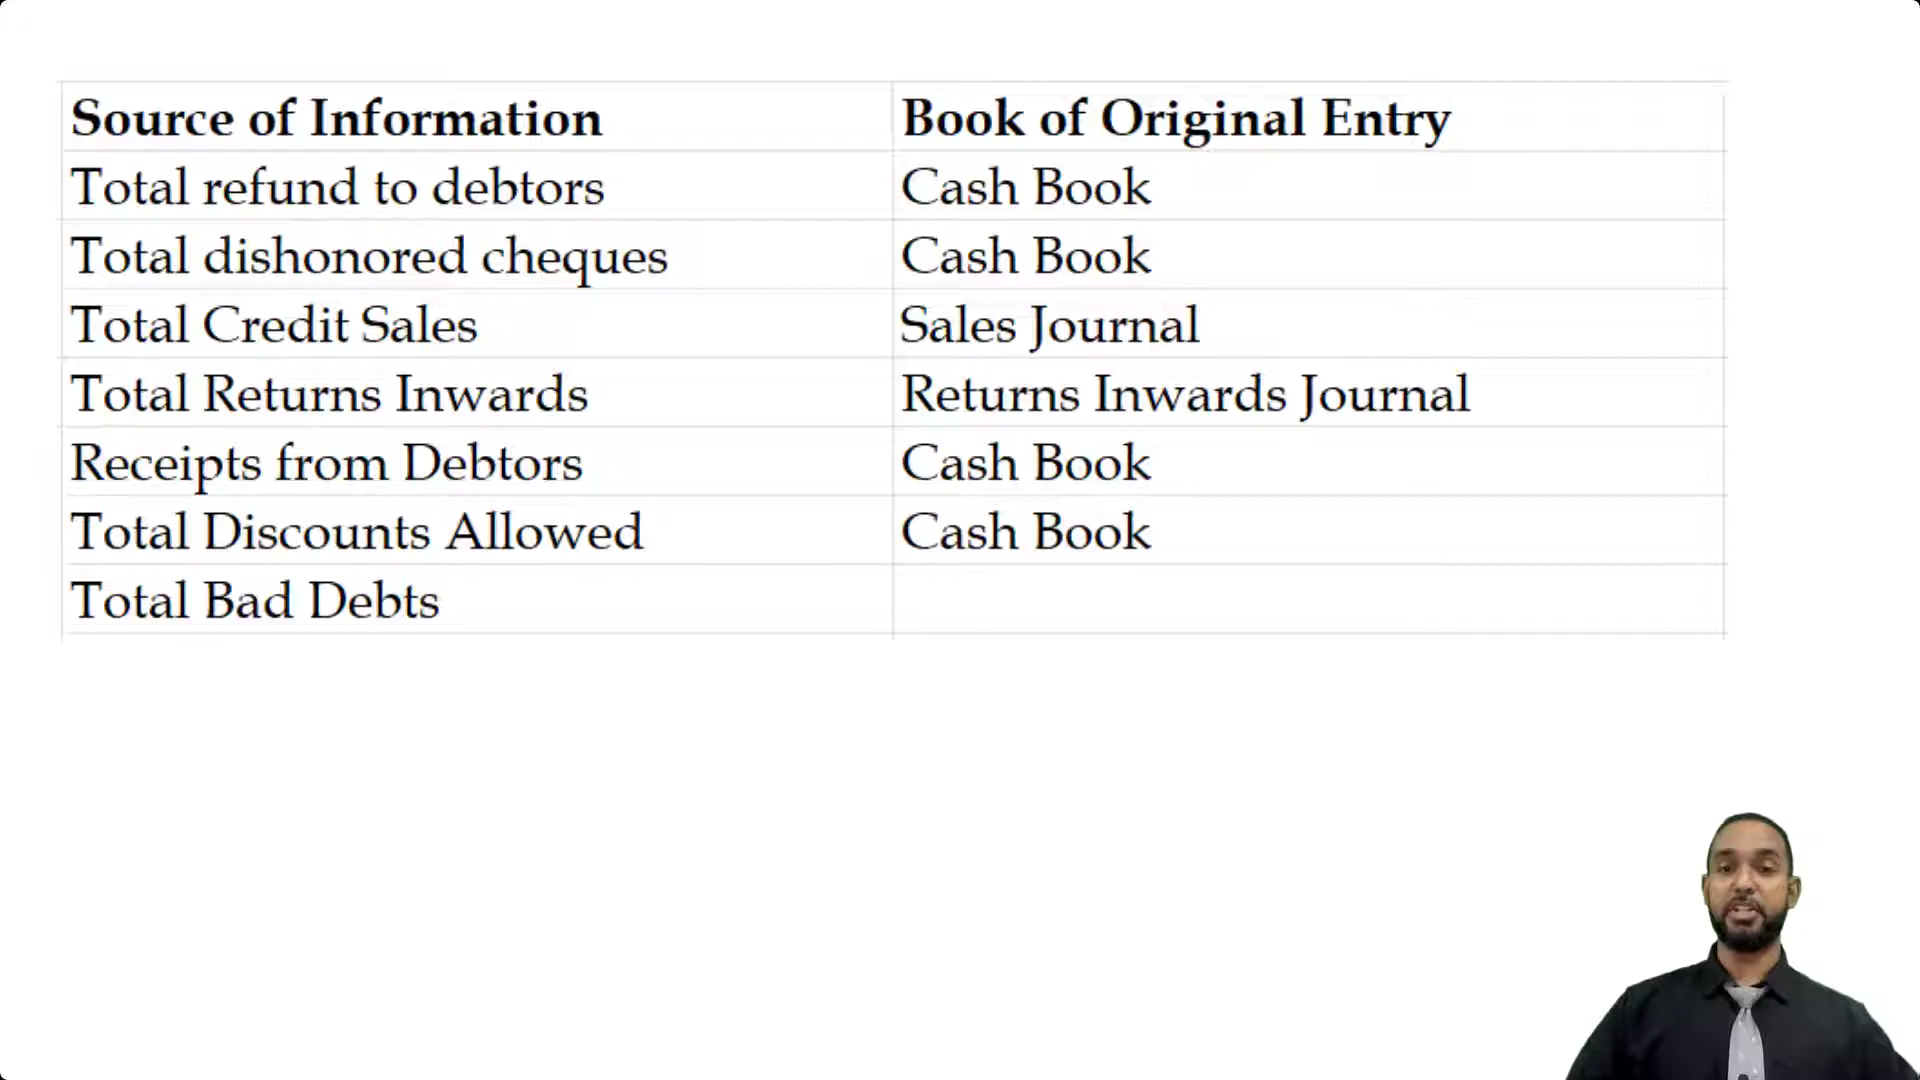 Source of Information Book of Original Entry
Total refund to debtors Cash Book
Total dishonored cheques Cash Book
Total Credit Sales Sales Journal
Total Returns Inwards Returns Inwards Journal
Receipts from Debtors Cash Book
Total Discounts Allowed Cash Book
Total Bad Debts